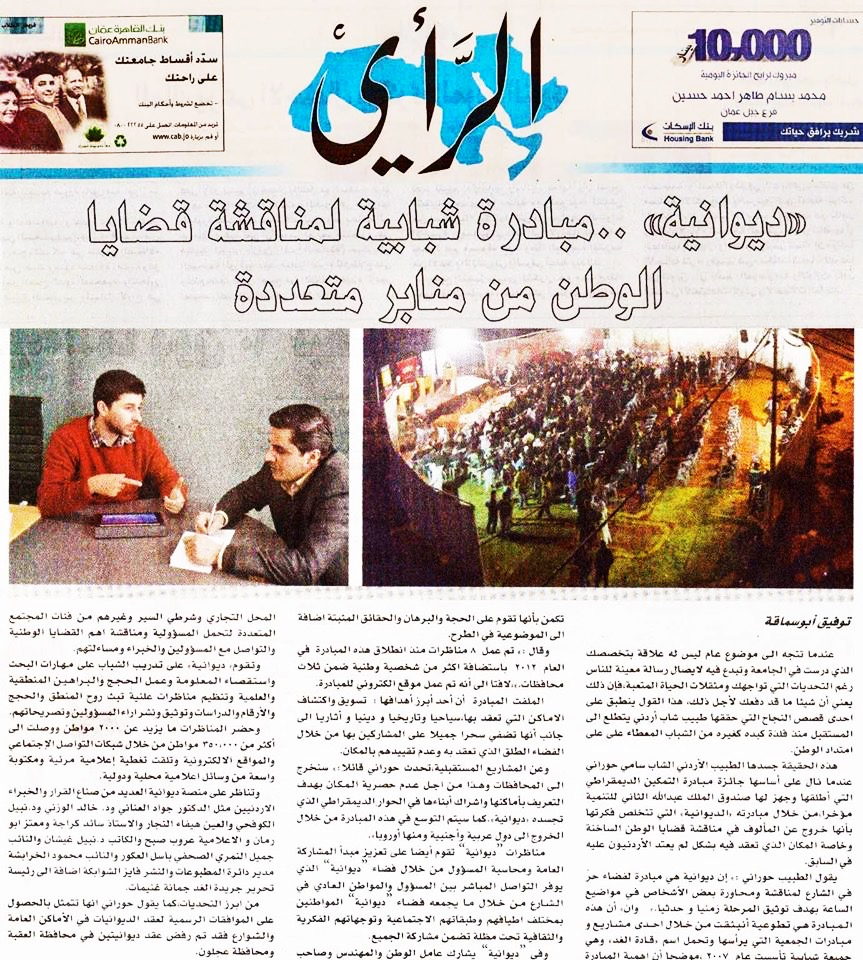 بنك القاهرة عمان
CairoAmmanBank
سدّد أقساط جامعتك
على راحتك
- تخضع لشروط وأحكام البنك
www.cab.jo أو قم بزيارة
الرَّأي
حسابات التوفير
10,000
مبروك لرابح الجائزة اليومية
محمد بسام طاهر احمد حسين
فرع جبل عمان
بنك الإسكان
Housing Bank
شريك يرافق حياتك
«ديوانية» ..مبادرة شبابية لمناقشة قضايا
الوطن من منابر متعددة
توفيق أبوسماقة
عندما تتجه الى موضوع عام ليس له علاقة بتخصصك
الذي درست في الجامعة وتبدع فيه لايصال رسالة معينة للناس
رغم التحديات التي تواجهك ومثقلات الحياة المتعبة،فإن ذلك
يعني أن شيئا ما قد دفعك لأجل ذلك، هذا القول ينطبق على
احدى قصص النجاح التي حققها طبيب شاب أردني يتطلع الى
المستقبل منذ فلذة كبده كغيره من الشباب المعطاء على على
امتداد الوطن.
هذه الحقيقة جسدها الطبيب الأردني الشاب سامي حوراني
عندما نال على أساسها جائزة مبادرة التمكين الديمقراطي
التي أطلقها وجهز لها صندوق الملك عبدالله الثاني للتنمية
مؤخرا،من خلال مبادرته ،الديوانية، التي تتلخص فكرتها
بأنها خروج عن المألوف في مناقشة قضايا الوطن الساخنة
وخاصة المكان الذي تعقد فيه بشكل لم يعتد الأردنيون عليه
في السابق.
يقول الطبيب حوراني :، إن ديوانية هي مبادرة لفضاء حر
في الشارع لمناقشة ومحاورة بعض الأشخاص في مواضيع
الساعة بهدف توثيق المرحلة زمنيا و حدثيا،، وان، أن هذه
المبادرة هي تطوعية أنبثقت من خلال احدى مشاريع و
مبادرات الجمعية التي يرأسها وتحمل اسم ،قادة الغد، وهي
جمعية شبابية تأسست عام ٢٠٠٧ ،موضحا أن اهمية المبادرة
تكمن بأنها تقوم على الحجة والبرهان والحقائق المثبتة اضافة
الى الموضوعية في الطرح.
وقال :، تم عمل ٨ مناظرات منذ انطلاق هذه المبادرة في
العام ٢٠١٢ باستضافة اكثر من شخصية وطنية ضمن ثلاث
محافظات،،لافتا الى أنه تم عمل موقع الكتروني للمبادرة.
الملفت المبادرة أن أحد أبرز أهدافها : تسويق واكتشاف
الاماكن التي تعقد بها،سياحيا وتاريخيا و دينيا و أثاريا الى
جانب أنها تضفي سحرا جميلا على المشاركين بها من خلال
الفضاء الطلق الذي تعقد به وعدم تقييدهم بالمكان.
وعن المشاريع المستقبلية،تحدث حوراني قائلا:، سنخرج
الى المحافظات وهذا من اجل عدم حصرية المكان بهدف
التعريف بأماكنها واشراك أبناءها في الحوار الديمقراطي الذي
تجسده ،ديوانية،،كما سيتم التوسع في هذه المبادرة من خلال
الخروج الى دول عربية وأجنبية ومنها أوروبا،.
مناظرات "ديوانية" تقوم أيضا على تعزيز مبدأ المشاركة
العامة ومحاسبة المسؤول من خلال فضاء "ديوانية" الذي
يوفر التواصل المباشر بين المسؤول والمواطن العادي في
الشارع من خلال ما يجمعه فضاء "ديوانية" المواطنين
بمختلف اطيافهم وطبقاتهم الاجتماعية وتوجهاتهم الفكرية
والثقافية تحت مظلة تضمن مشاركة الجميع.
وفي "ديوانية" يشارك عامل الوطن والمهندس وصاحب
المحل التجاري وشرطي السير وغيرهم من فئات المجتمع
المتعددة لتحمل المسؤولية ومناقشة اهم القضايا الوطنية
والتواصل مع المسؤولين والخبراء ومساءلتهم.
وتقوم، ديوانية، على تدريب الشباب على مهارات البحث
واستقصاء المعلومة وعمل الحجج والبراهين المنطقية
والعلمية وتنظيم مناظرات علنية تبث روح المنطق والحجج
والأرقام والدراسات وتوثيق ونشر اراء المسؤولين وتصريحاتهم.
وحضر المناظرات ما يزيد عن ٢٠٠٠ مواطن ووصلت الى
أكثر من ٣٥٠،٠٠٠ مواطن من خلال شبكات التواصل الإجتماعي
والمواقع الالكترونية وتلقت تغطية إعلامية مرئية ومكتوبة
واسعة من وسائل اعلامية محلية ودولية.
وتناظر على منصة ديوانية العديد من صناع القرار والخبراء
الاردنيين مثل الدكتور جواد العناني ود. خالد الوزني ود.نبيل
الكوفحي والعين هيفاء النجار والاستاذ سائد كراجة ومعتز ابو
رمان و الاعلامية عروب صبح والكاتب د.نبيل غيشان والنائب
جميل النمري الصحفي باسل العكور والنائب محمود الخرابشة
مدير دائرة المطبوعات والنشر فايز الشوابكة اضافة الى رئيسة
تحرير جريدة الغد جمانة غنيمات.
من ابرز التحديات،كما يقول حوراني انها تتمثل بالحصول
على الموافقات الرسمية لعقد الديوانيات في الأماكن العامة
والشوارع فقد تم رفض عقد ديوانيتين في محافظة العقبة
ومحافظة عجلون.